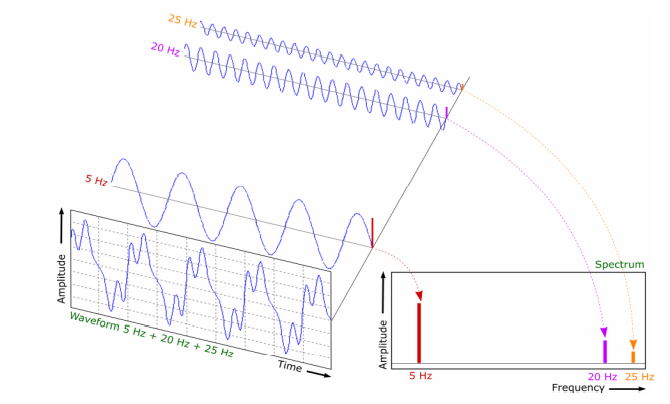 25 Hz
20 Hz
5 Hz
Amplitude
Waveform 5 Hz + 20 Hz + 25 Hz
Time
Spectrum
Amplitude
5 Hz
20 Hz
25 Hz
Frequency